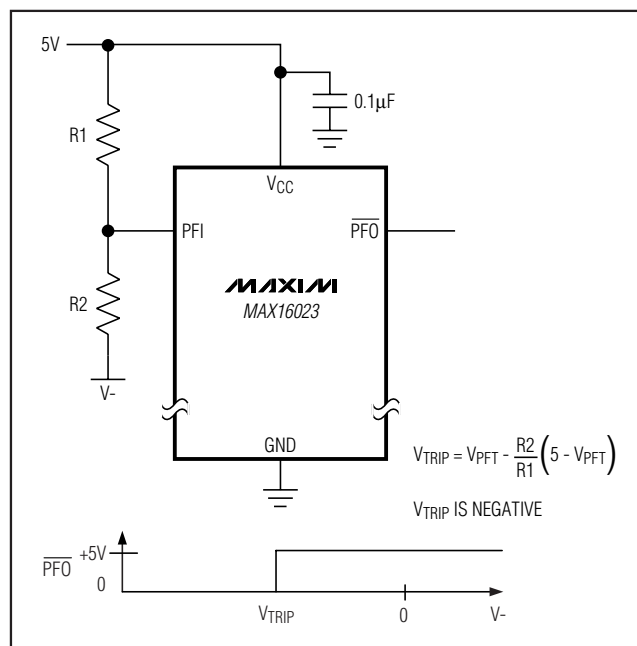 5V
0.1µF
R1
VCC
PFI
PFO
R2
MAXIM
MAX16023
V-
GND
VTRIP = VPFT - R2/R1 (5 - VPFT)
VTRIP IS NEGATIVE
+5V
PFO
0
VTRIP
0
V-